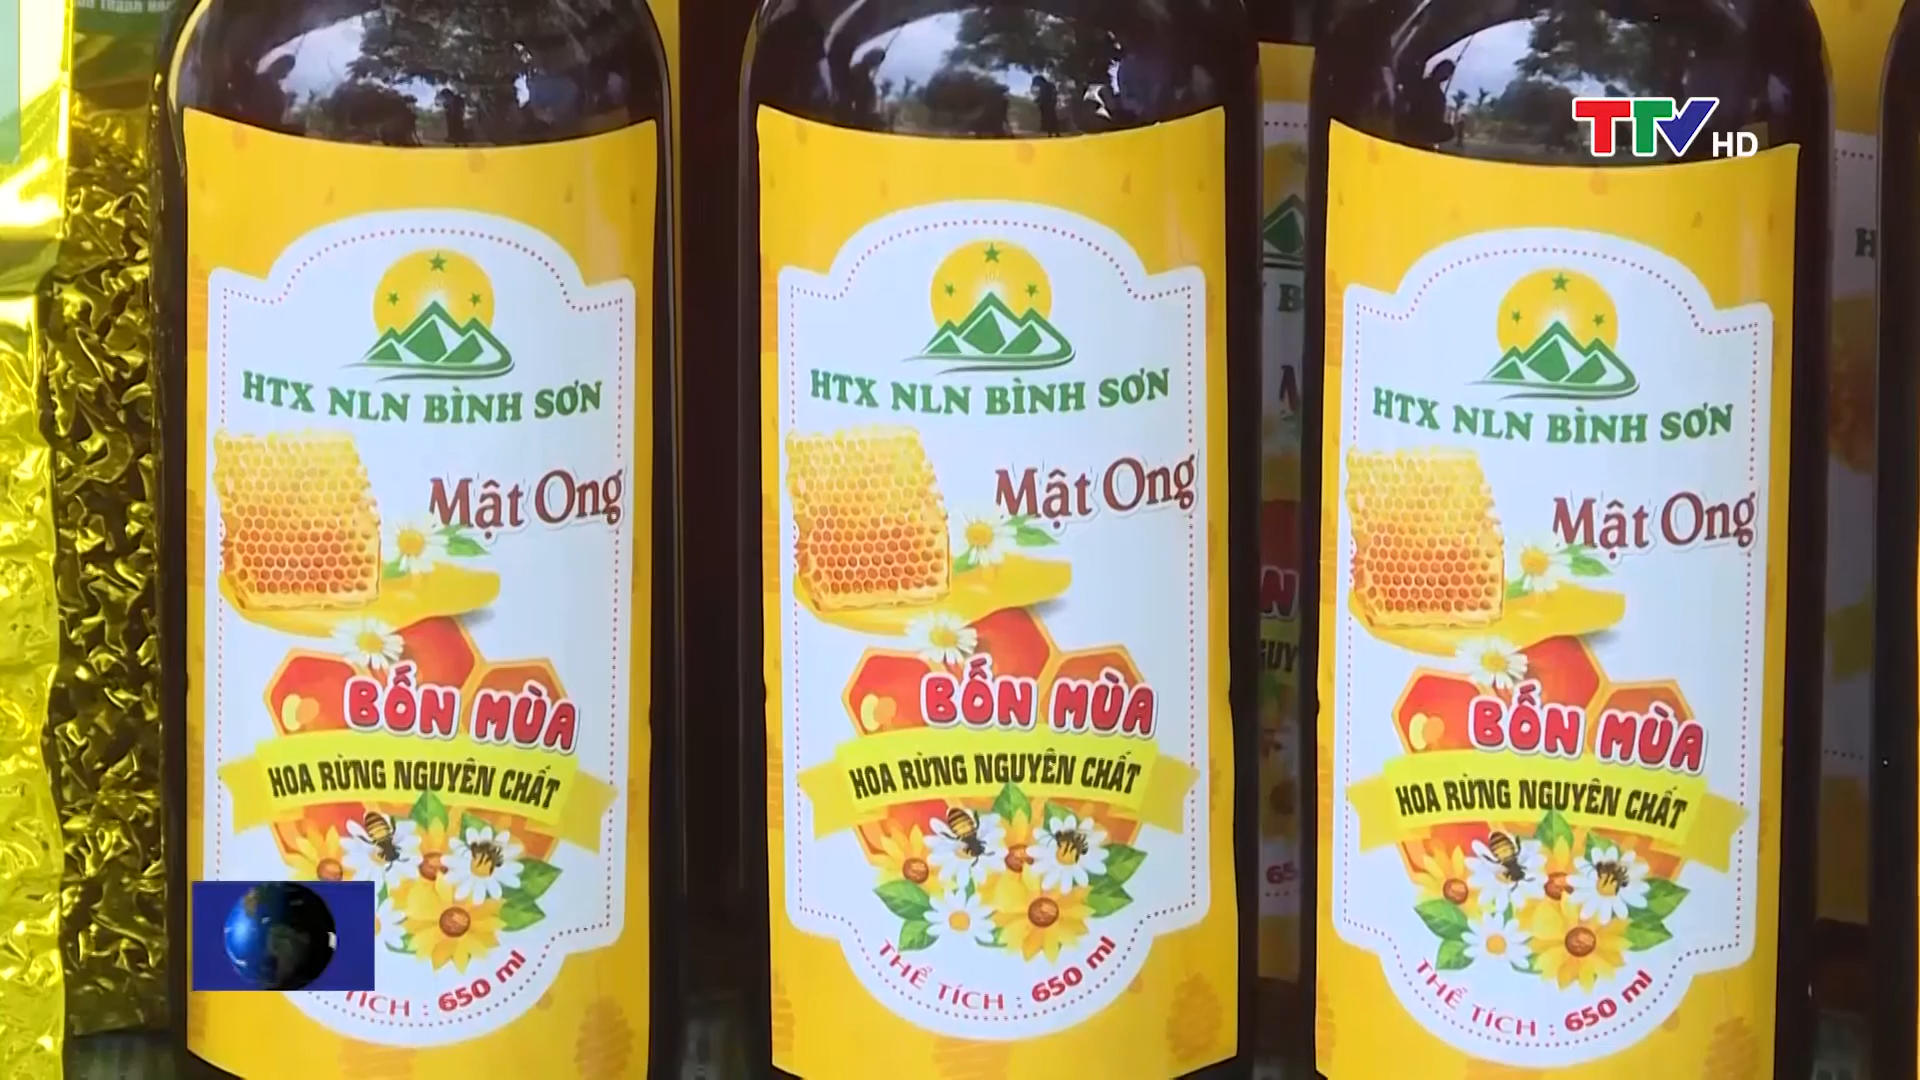 TTV HD
HTX NLN BÌNH SƠN
Mật Ong
BỐN MÙA
HOA RỪNG NGUYÊN CHẤT
TÍCH : 650 ml
HTX NLN BÌNH SƠN
Mật Ong
BỐN MÙA
HOA RỪNG NGUYÊN CHẤT
THỂ TÍCH : 650 ml
HTX NLN BÌNH SƠN
Mật Ong
BỐN MÙA
HOA RỪNG NGUYÊN CHẤT
THỂ TÍCH : 650 ml